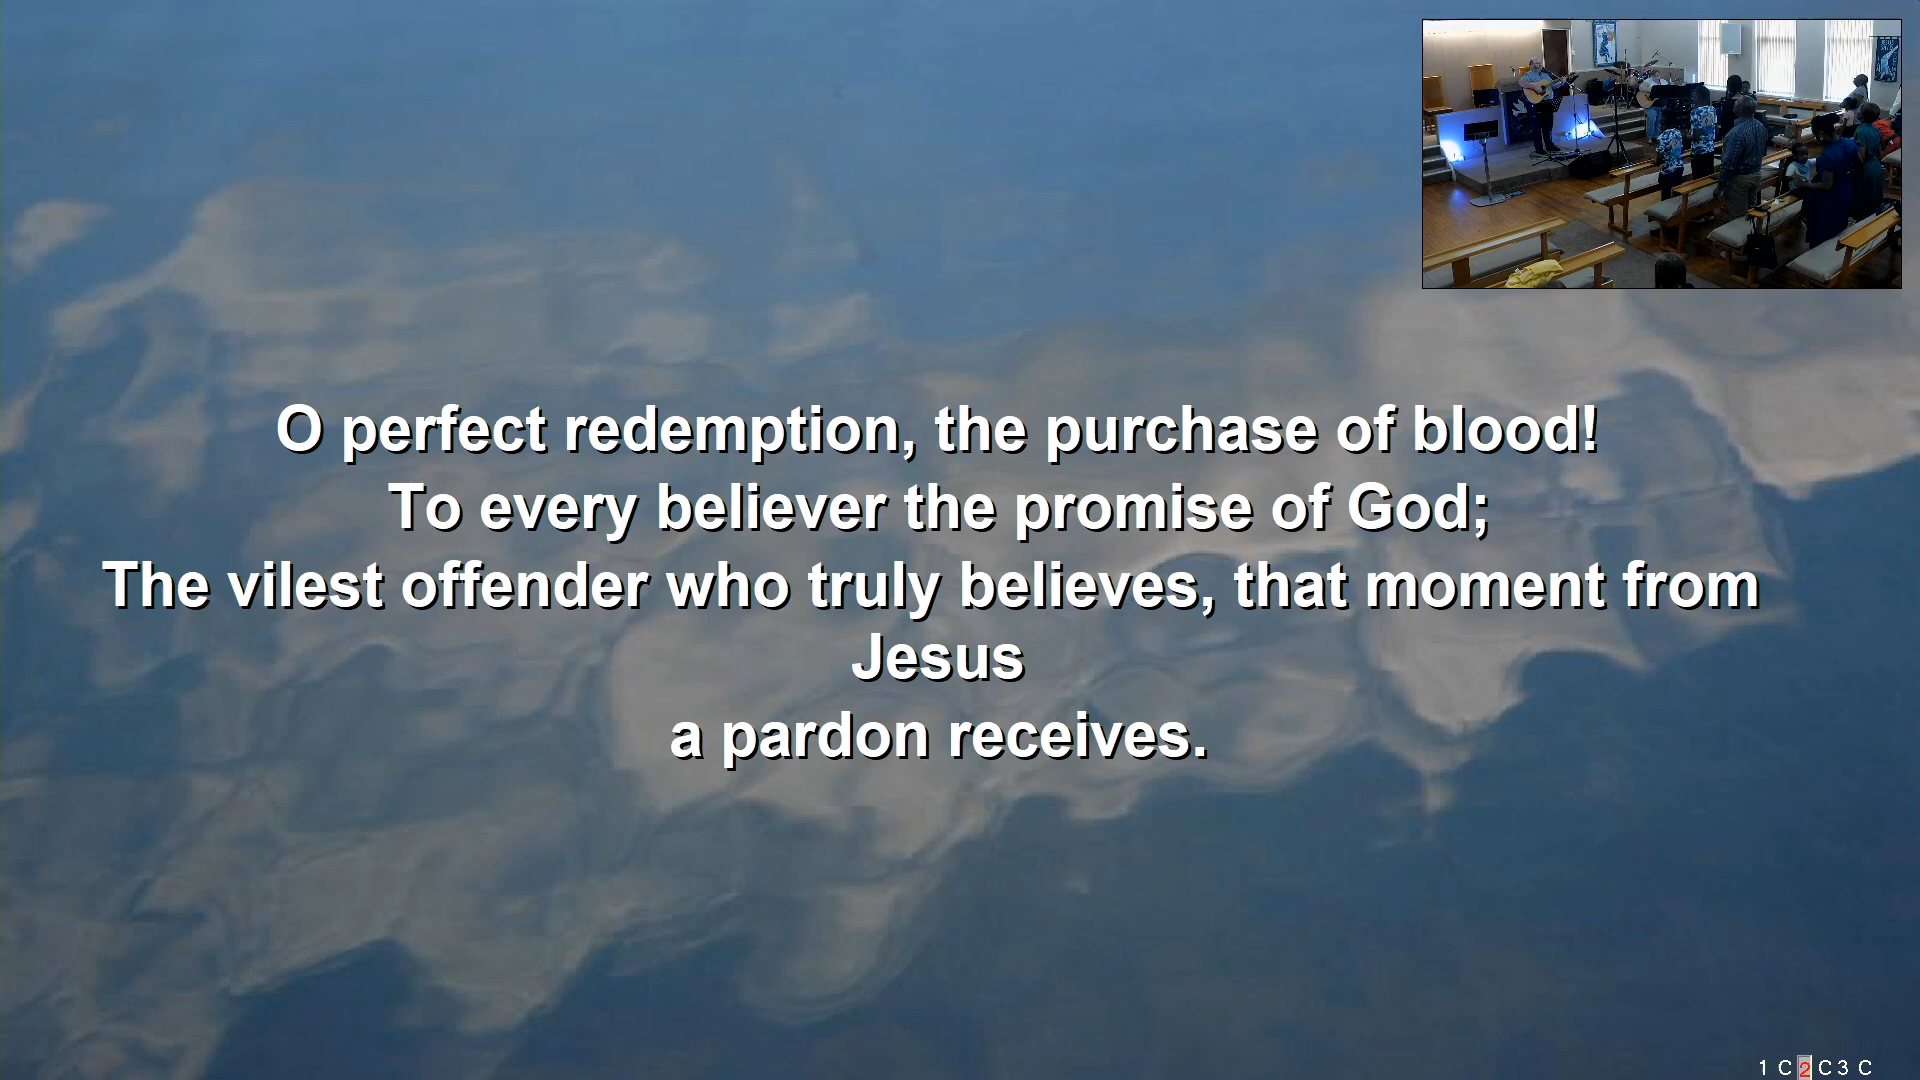 O perfect redemption, the purchase of blood!
To every believer the promise of God;
The vilest offender who truly believes, that moment from
Jesus
a pardon receives.
1 C 2 C 3 C